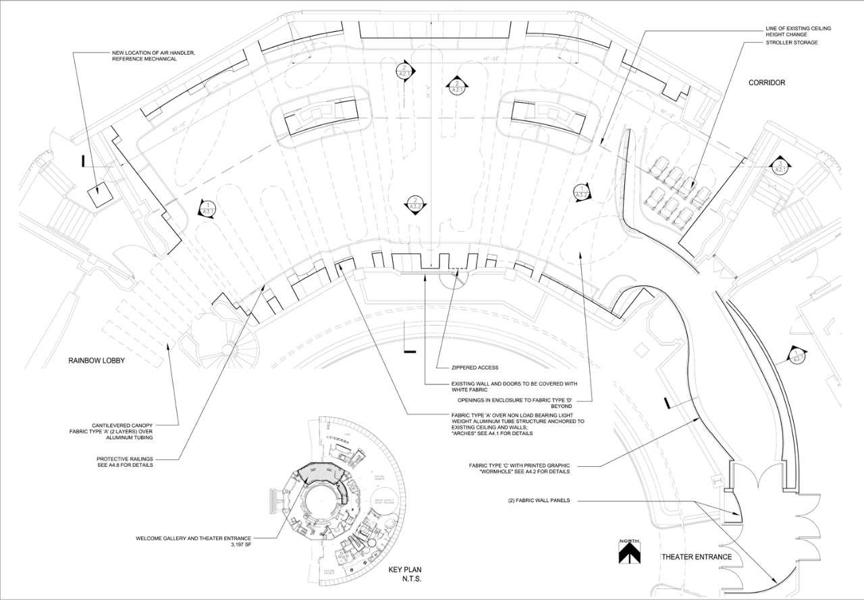 NEW LOCATION OF AIR HANDLER,
REFERENCE MECHANICAL
LINE OF EXISTING CEILING
HEIGHT CHANGE
STROLLER STORAGE
CORRIDOR
RAINBOW LOBBY
CANTILEVERED CANOPY
FABRIC TYPE 'A' (2 LAYERS) OVER
ALUMINUM TUBING
PROTECTIVE RAILINGS
SEE A4.8 FOR DETAILS
ZIPPERED ACCESS
EXISTING WALL AND DOORS TO BE COVERED WITH
WHITE FABRIC
OPENINGS IN ENCLOSURE TO FABRIC TYPE 'D'
BEYOND
FABRIC TYPE 'A' OVER NON LOAD BEARING LIGHT
WEIGHT ALUMINUM TUBE STRUCTURE ANCHORED TO
EXISTING CEILING AND WALLS;
"ARCHES" SEE A4.1 FOR DETAILS
FABRIC TYPE 'C' WITH PRINTED GRAPHIC
"WORMHOLE" SEE A4.2 FOR DETAILS
(2) FABRIC WALL PANELS
WELCOME GALLERY AND THEATER ENTRANCE
3,197 SF
KEY PLAN
N.T.S.
NORTH
THEATER ENTRANCE